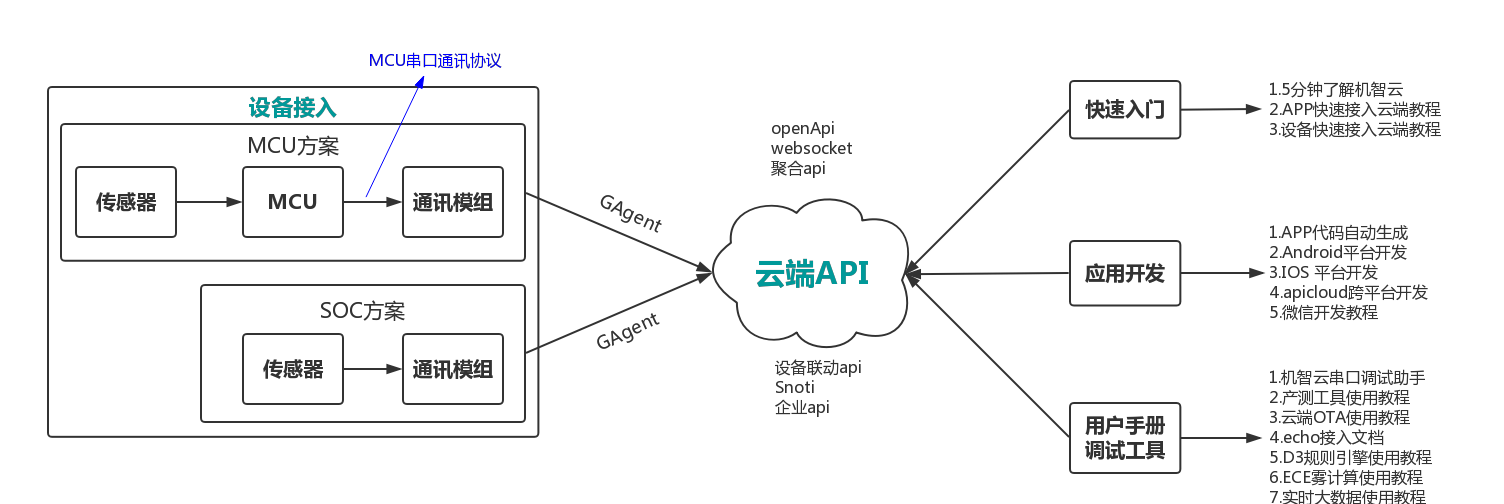 MCU串口通讯协议
设备接入
MCU方案
传感器
MCU
通讯模组
SOC方案
传感器
通讯模组
GAgent
GAgent
openApi
websocket
聚合api
云端API
设备联动api
Snoti
企业api
快速入门
1.5分钟了解机智云
2.APP快速接入云端教程
3.设备快速接入云端教程
应用开发
1.APP代码自动生成
2.Android平台开发
3.IOS 平台开发
4.apicloud跨平台开发
5.微信开发教程
用户手册
调试工具
1.机智云串口调试助手
2.产测工具使用教程
3.云端OTA使用教程
4.echo接入文档
5.D3规则引擎使用教程
6.ECE雾计算使用教程
7.实时大数据使用教程